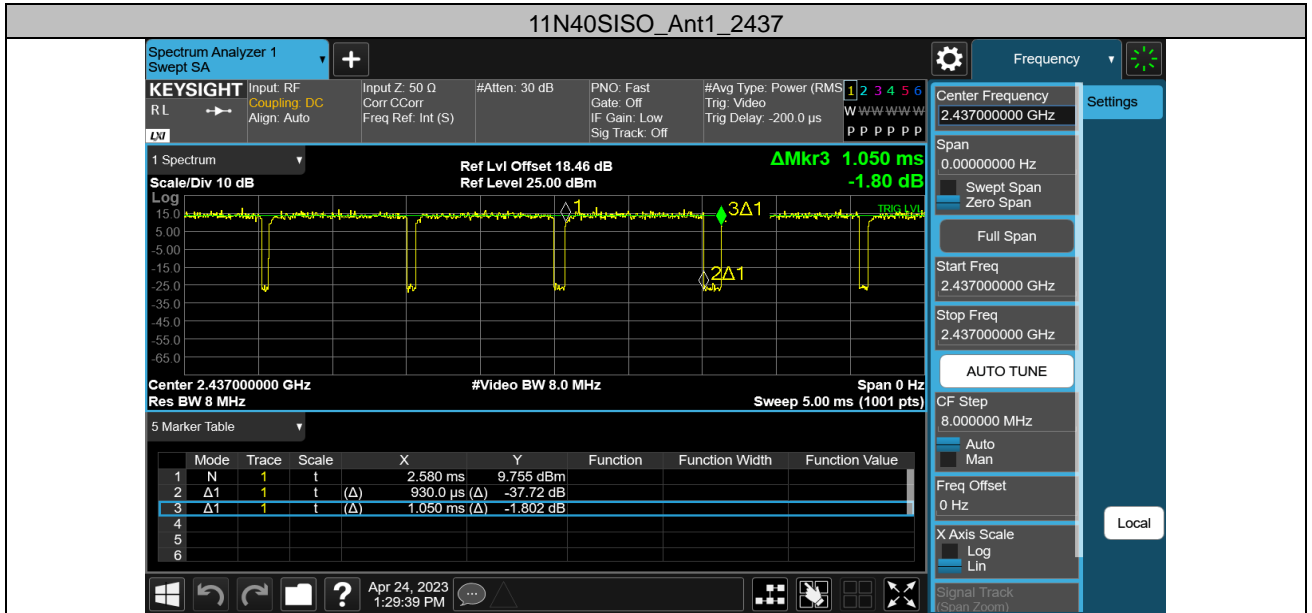 11N40SISO_Ant1_2437
Spectrum Analyzer 1
Swept SA
+
Frequency
KEYSIGHT
RL
LXI
Input: RF
Coupling: DC
Align: Auto
Input Z: 50 Ω
Corr CCorr
Freq Ref: Int (S)
#Atten: 30 dB
PNO: Fast
Gate: Off
IF Gain: Low
Sig Track: Off
#Avg Type: Power (RMS
Trig: Video
Trig Delay: -200.0 µs
1 2 3 4 5 6
W W W W W W
P P P P P P
1 Spectrum
Scale/Div 10 dB
Ref Lvl Offset 18.46 dB
Ref Level 25.00 dBm
ΔMkr3 1.050 ms
-1.80 dB
Log
15.0
5.00
-5.00
-15.0
-25.0
-35.0
-45.0
-55.0
-65.0
1
3Δ1
2Δ1
TRIG LVL
Center 2.437000000 GHz
#Video BW 8.0 MHz
Span 0 Hz
Res BW 8 MHz
Sweep 5.00 ms (1001 pts)
5 Marker Table
Mode Trace Scale X Y Function Function Width Function Value
1 N 1 t 2.580 ms 9.755 dBm
2 Δ1 1 t (Δ) 930.0 µs (Δ) -37.72 dB
3 Δ1 1 t (Δ) 1.050 ms (Δ) -1.802 dB
4
5
6
?
Apr 24, 2023
1:29:39 PM
Center Frequency
2.437000000 GHz
Settings
Span
0.00000000 Hz
Swept Span
Zero Span
Full Span
Start Freq
2.437000000 GHz
Stop Freq
2.437000000 GHz
AUTO TUNE
CF Step
8.000000 MHz
Auto
Man
Freq Offset
0 Hz
X Axis Scale
Log
Lin
Signal Track
(Span Zoom)
Local